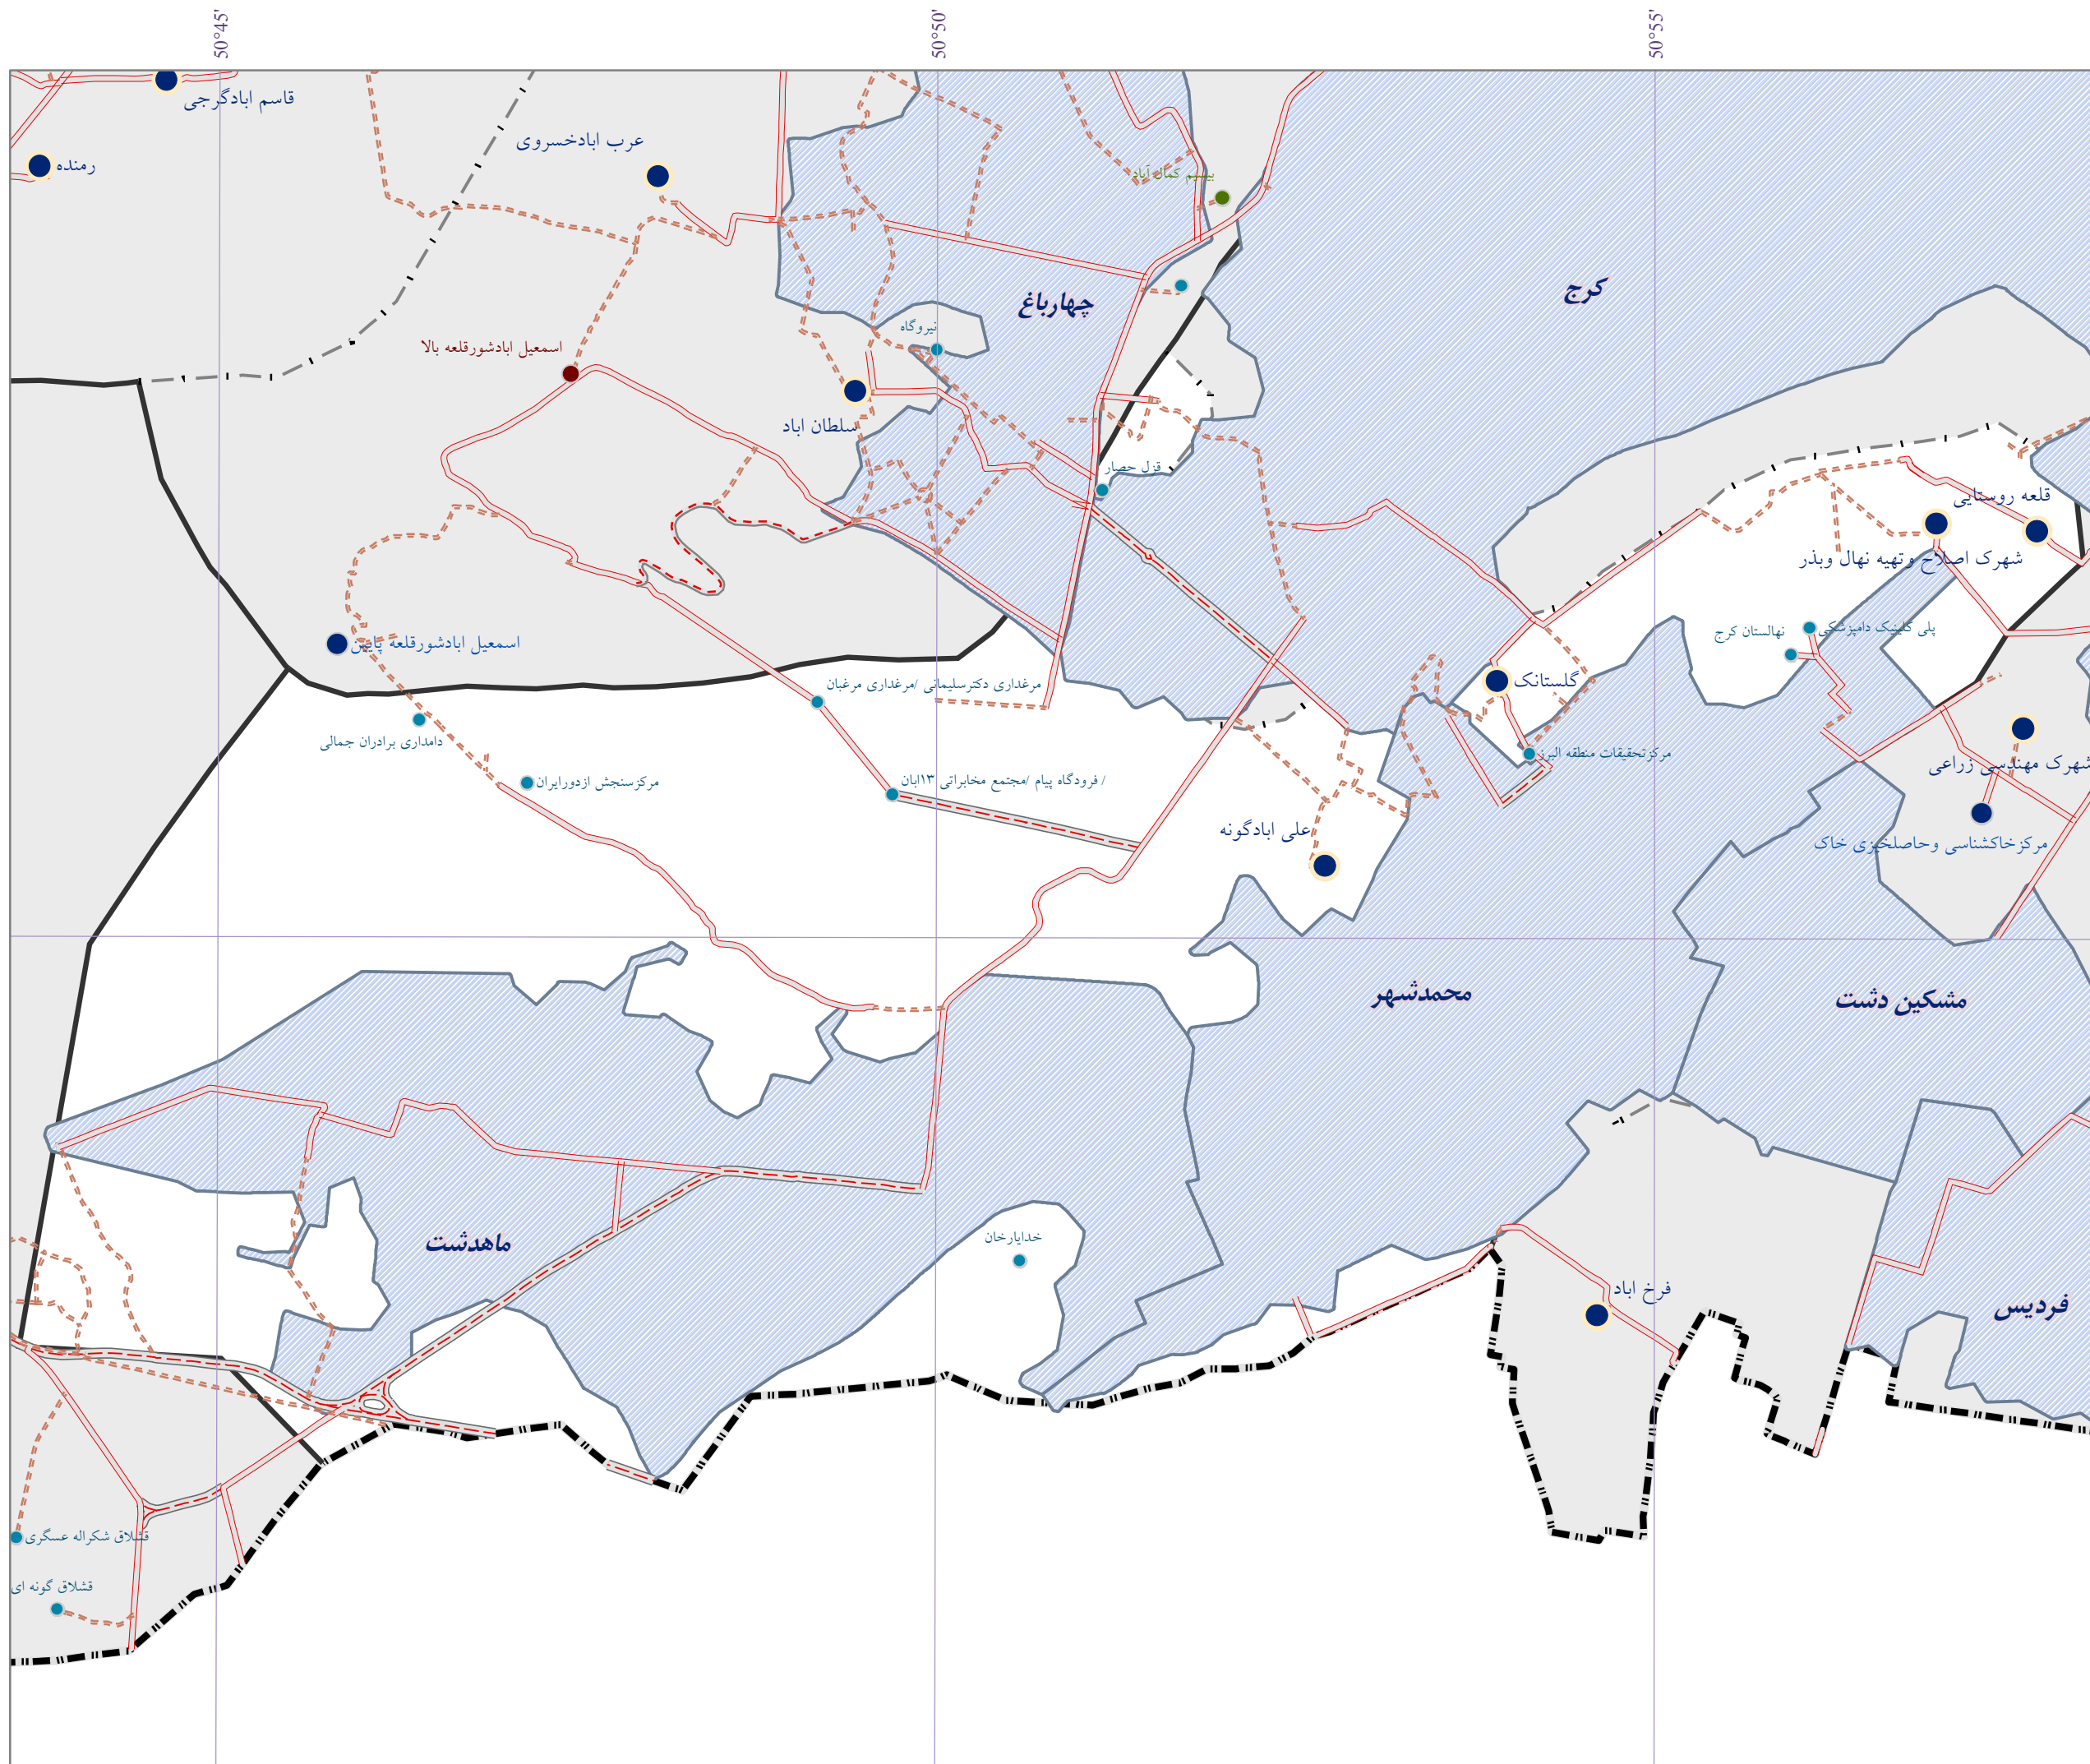 50°45'
50°50'
50°55'
قاسم ابادگرجی
رمنده
عرب ابادخسروی
بیسیم کمال آباد
کرج
چهارباغ
نیروگاه
اسمعیل ابادشورقلعه بالا
سلطان اباد
قزل حصار
قلعه روستایی
شهرک اصلاح وتهیه نهال وبذر
پلی کلینیک دامپزشکی
نهالستان کرج
اسمعیل ابادشورقلعه پایین
گلستانک
مرغداری دکترسلیمانی /مرغداری مرغبان
دامداری برادران جمالی
مرکزتحقیقات منطقه البرز
شهرک مهندسی زراعی
مرکزسنجش ازدورایران
/ فرودگاه پیام /مجتمع مخابراتی ۱۳ابان
علی ابادگونه
مرکزخاکشناسی وحاصلخیزی خاک
محمدشهر
مشکین دشت
ماهدشت
خدایارخان
فرخ اباد
فردیس
قشلاق شکراله عسگری
قشلاق گونه ای